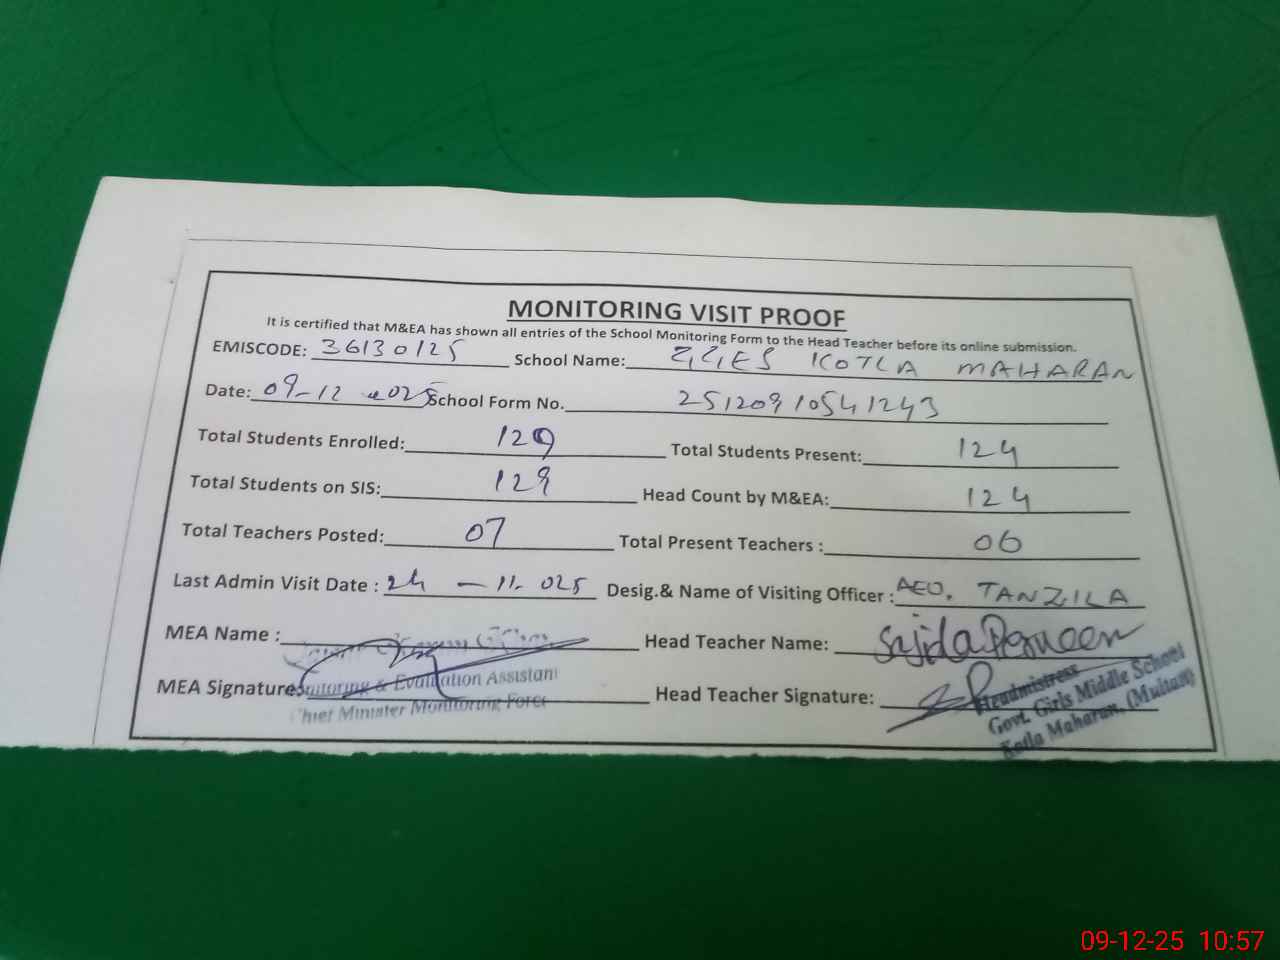 MONITORING VISIT PROOF
It is certified that M&EA has shown all entries of the School Monitoring Form to the Head Teacher before its online submission.
EMISCODE: 36130125 School Name: GGES KOTLA MAHARAN
Date: 09-12-2025 School Form No. 2512091054 1243
Total Students Enrolled: 129 Total Students Present: 124
Total Students on SIS: 129 Head Count by M&EA: 124
Total Teachers Posted: 07 Total Present Teachers : 06
Last Admin Visit Date : 24 - 11- 025 Desig.& Name of Visiting Officer : AEO. TANZILA
MEA Name : Head Teacher Name: Sajida Parveen
MEA Signature: Monitoring & Evaluation Assistant Head Teacher Signature:
Chief Minister Monitoring Force
Headmistress
Govt. Girls Middle School
Kotla Maharan, (Multan)
09-12-25 10:57